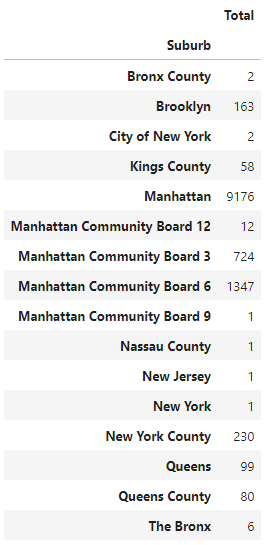 Total
Suburb
Bronx County 2
Brooklyn 163
City of New York 2
Kings County 58
Manhattan 9176
Manhattan Community Board 12 12
Manhattan Community Board 3 724
Manhattan Community Board 6 1347
Manhattan Community Board 9 1
Nassau County 1
New Jersey 1
New York 1
New York County 230
Queens 99
Queens County 80
The Bronx 6